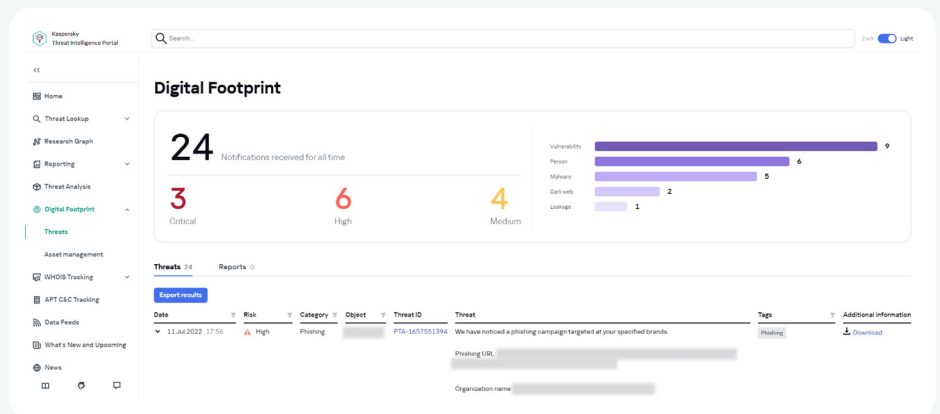 Kaspersky
Threat Intelligence Portal
Search...
Dark Light
Home
Threat Lookup
Research Graph
Reporting
Threat Analysis
Digital Footprint
Threats
Asset management
WHOIS Tracking
APT C&C Tracking
Data Feeds
What's New and Upcoming
News
Digital Footprint
24 Notifications received for all time
3 6 4
Critical High Medium
Vulnerability 9
Person 6
Malware 5
Darkweb 2
Leakage 1
Threats 24 Reports 0
Export results
Date Risk Category Object Threat ID Threat Tags Additional information
11 Jul 2022 17:56 High Phishing PTA-1657551394 We have noticed a phishing campaign targeted at your specified brands. Phishing Download
Phishing URL:
Organization name: